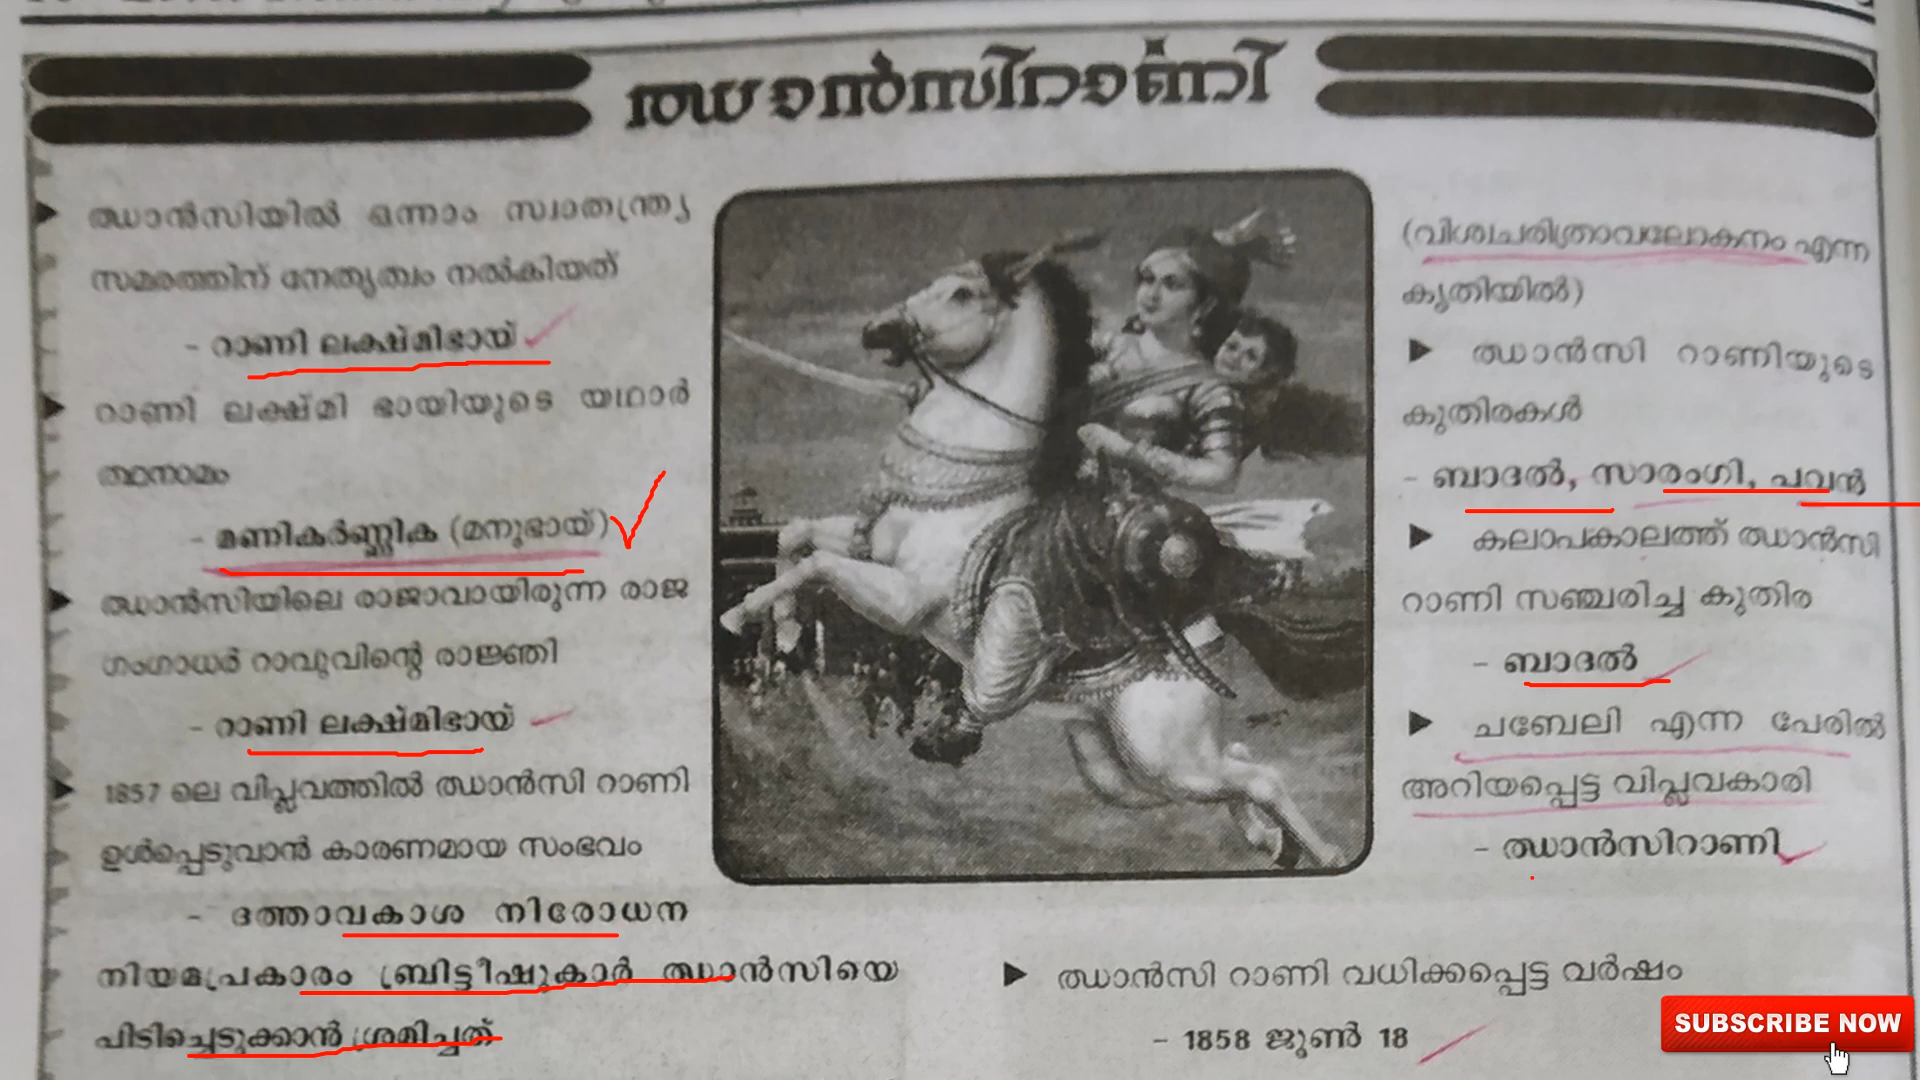 ഝാൻസിറാണി
ഝാൻസിയിൽ ഒന്നാം സ്വാതന്ത്ര്യ
സമരത്തിന് നേതൃത്വം നൽകിയത്
- റാണി ലക്ഷ്മിഭായ്
റാണി ലക്ഷ്മി ഭായിയുടെ യഥാർ
ത്ഥനാമം
- മണികർണ്ണിക (മനുഭായ്)
ഝാൻസിയിലെ രാജാവായിരുന്ന രാജ
ഗംഗാധർ റാവുവിന്റെ രാജ്ഞി
- റാണി ലക്ഷ്മിഭായ്
1857 ലെ വിപ്ലവത്തിൽ ഝാൻസി റാണി
ഉൾപ്പെടുവാൻ കാരണമായ സംഭവം
- ദത്താവകാശ നിരോധന
നിയമപ്രകാരം ബ്രിട്ടീഷുകാർ ഝാൻസിയെ
പിടിച്ചെടുക്കാൻ ശ്രമിച്ചത്
(വിശ്വചരിത്രാവലോകനം എന്ന
കൃതിയിൽ)
ഝാൻസി റാണിയുടെ
കുതിരകൾ
- ബാദൽ, സാരംഗി, പവൻ
കലാപകാലത്ത് ഝാൻസി
റാണി സഞ്ചരിച്ച കുതിര
- ബാദൽ
ചബേലി എന്ന പേരിൽ
അറിയപ്പെട്ട വിപ്ലവകാരി
- ഝാൻസിറാണി
ഝാൻസി റാണി വധിക്കപ്പെട്ട വർഷം
- 1858 ജൂൺ 18
SUBSCRIBE NOW